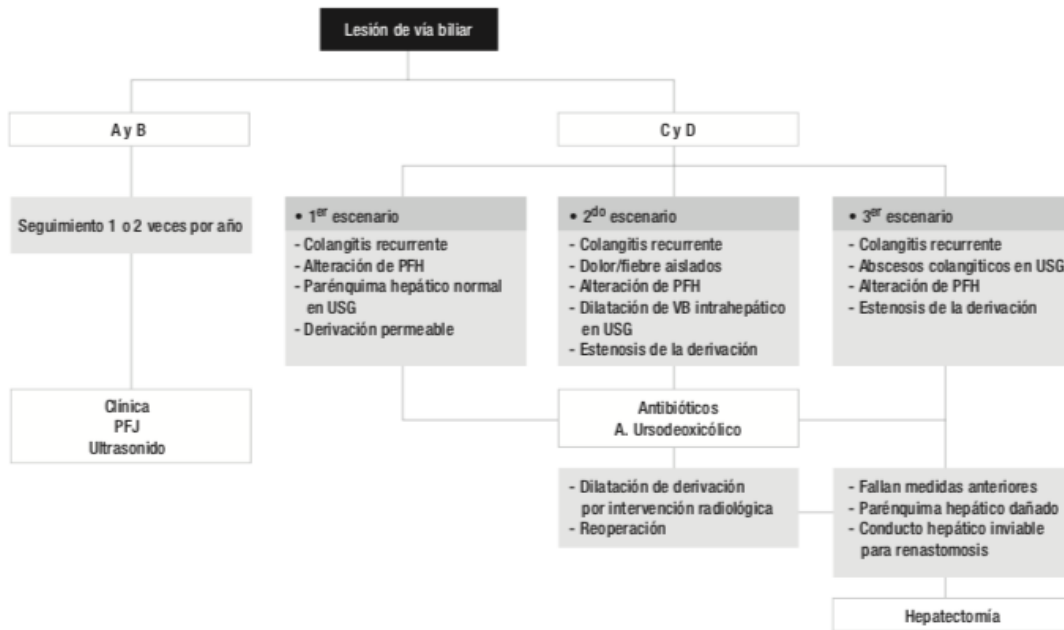 Lesión de vía biliar
A y B
C y D
Seguimiento 1 o 2 veces por año
• 1er escenario
- Colangitis recurrente
- Alteración de PFH
- Parénquima hepático normal
en USG
- Derivación permeable
• 2do escenario
- Colangitis recurrente
- Dolor/fiebre aislados
- Alteración de PFH
- Dilatación de VB intrahepático
en USG
- Estenosis de la derivación
• 3er escenario
- Colangitis recurrente
- Abscesos colangiticos en USG
- Alteración de PFH
- Estenosis de la derivación
Clínica
PFJ
Ultrasonido
Antibióticos
A. Ursodeoxicólico
- Dilatación de derivación
por intervención radiológica
- Reoperación
- Fallan medidas anteriores
- Parénquima hepático dañado
- Conducto hepático inviable
para renastomosis
Hepatectomía